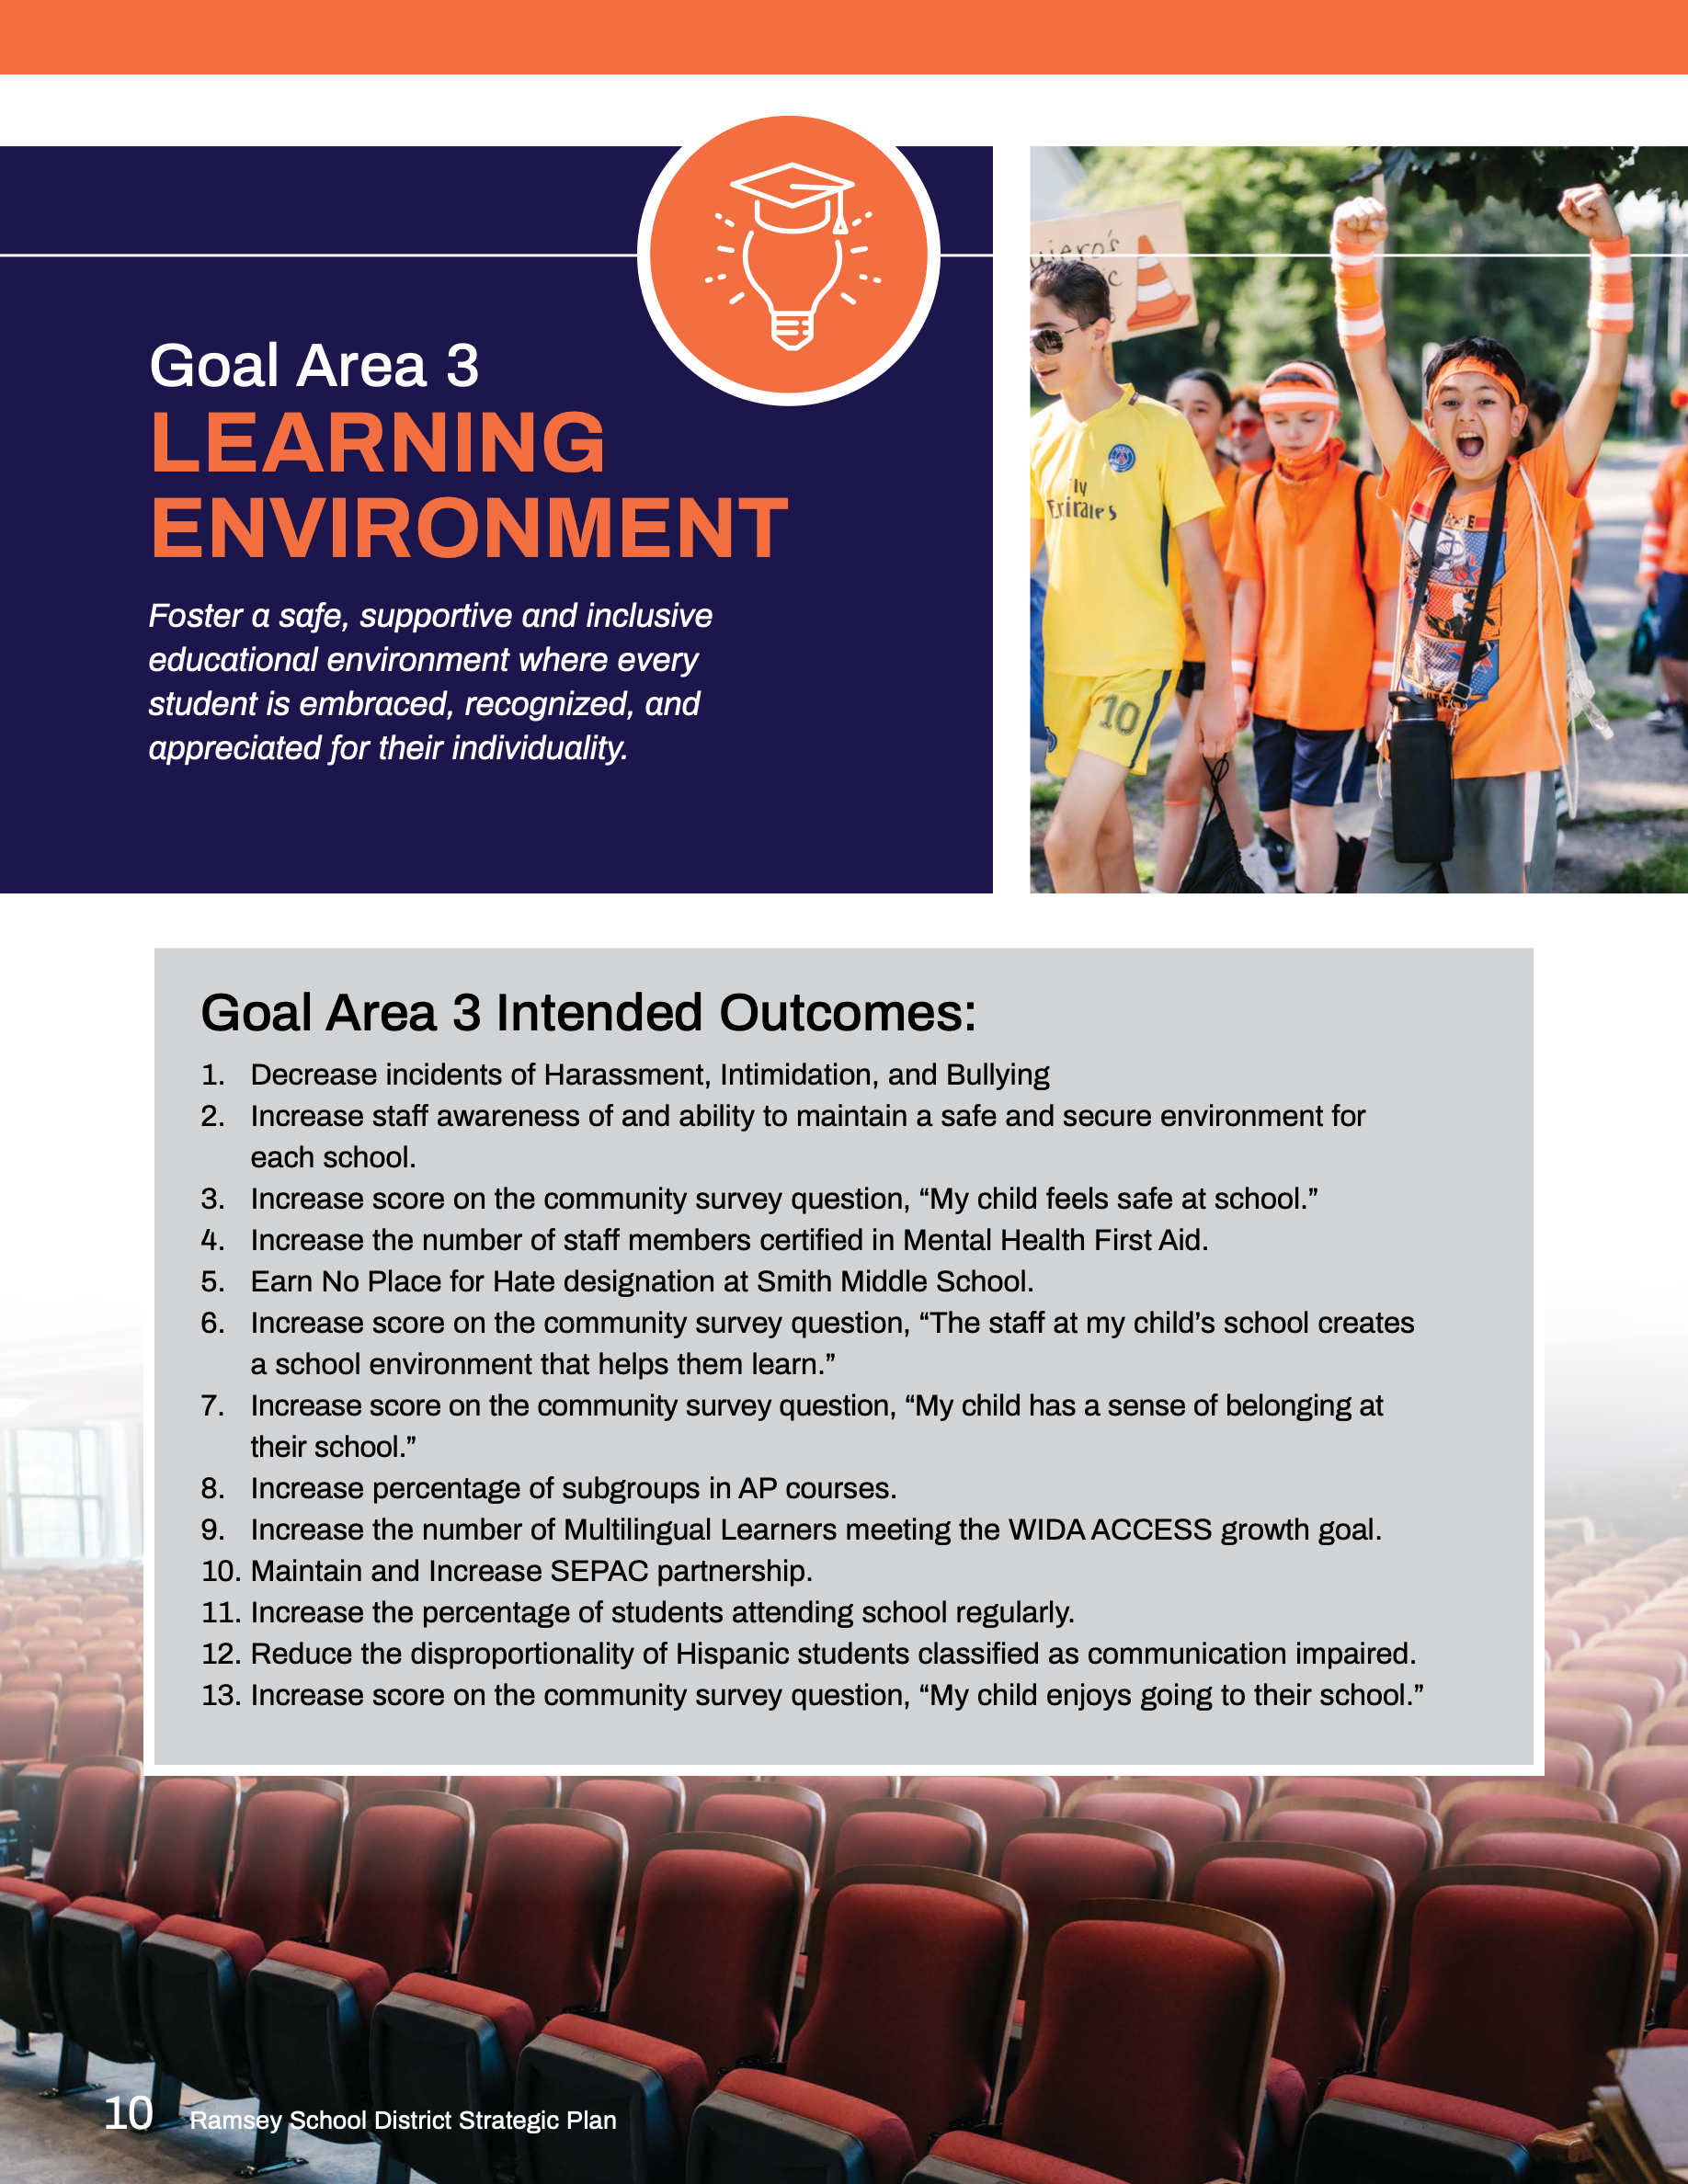 Goal Area 3
LEARNING
ENVIRONMENT
Foster a safe, supportive and inclusive
educational environment where every
student is embraced, recognized, and
appreciated for their individuality.
Fly
Emirates
10
Goal Area 3 Intended Outcomes:
1. Decrease incidents of Harassment, Intimidation, and Bullying
2. Increase staff awareness of and ability to maintain a safe and secure environment for
each school.
3. Increase score on the community survey question, “My child feels safe at school.”
4. Increase the number of staff members certified in Mental Health First Aid.
5. Earn No Place for Hate designation at Smith Middle School.
6. Increase score on the community survey question, “The staff at my child’s school creates
a school environment that helps them learn.”
7. Increase score on the community survey question, “My child has a sense of belonging at
their school.”
8. Increase percentage of subgroups in AP courses.
9. Increase the number of Multilingual Learners meeting the WIDA ACCESS growth goal.
10. Maintain and Increase SEPAC partnership.
11. Increase the percentage of students attending school regularly.
12. Reduce the disproportionality of Hispanic students classified as communication impaired.
13. Increase score on the community survey question, “My child enjoys going to their school.”
10 Ramsey School District Strategic Plan